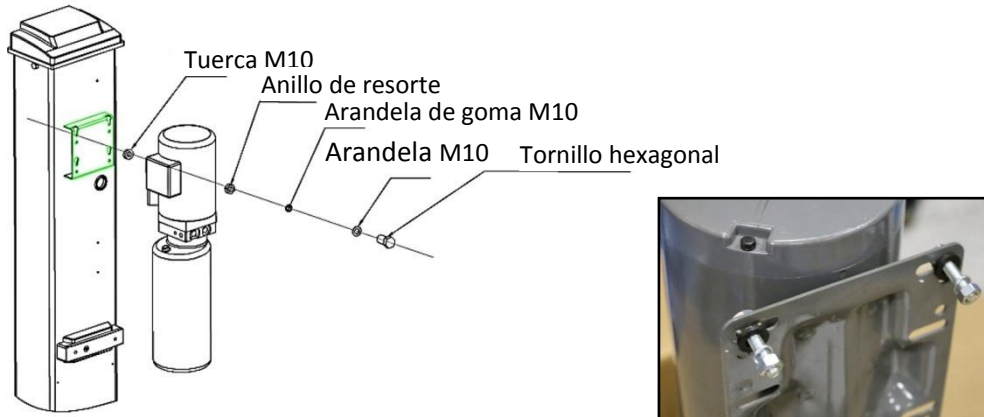 Tuerca M10
Anillo de resorte
Arandela de goma M10
Arandela M10
Tornillo hexagonal